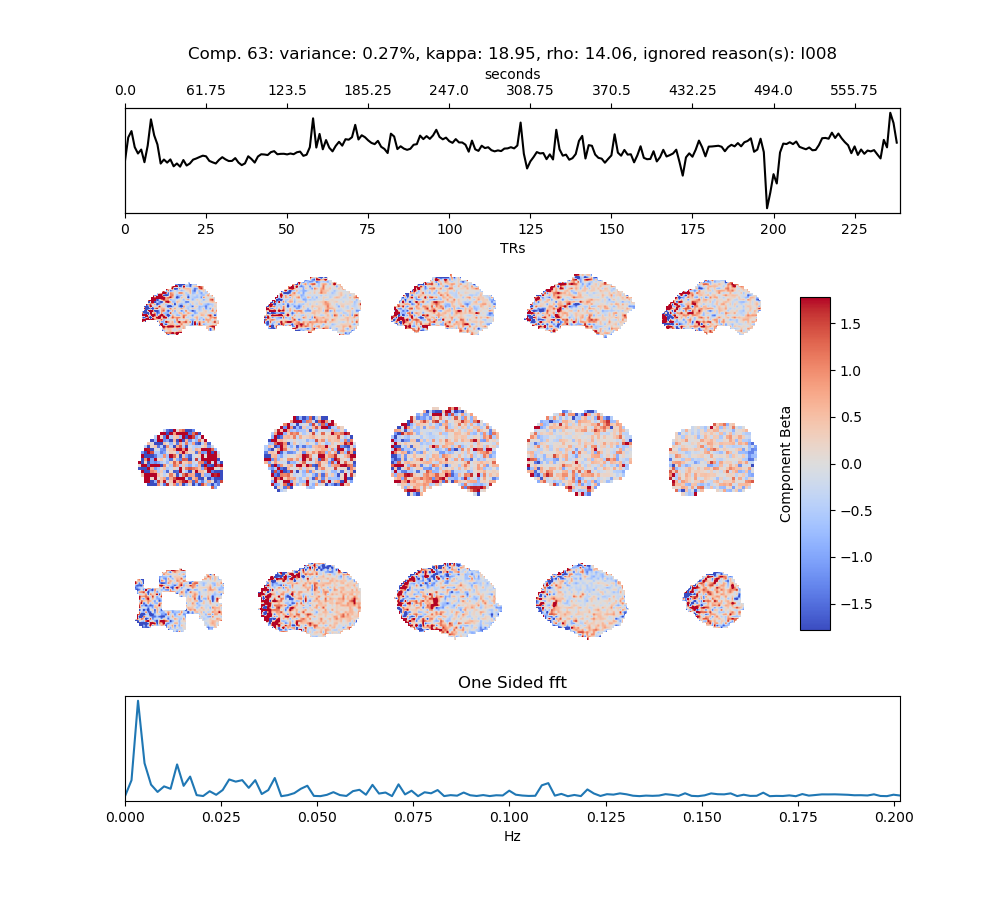 Comp. 63: variance: 0.27%, kappa: 18.95, rho: 14.06, ignored reason(s): I008
seconds
0.0 61.75 123.5 185.25 247.0 308.75 370.5 432.25 494.0 555.75
0 25 50 75 100 125 150 175 200 225
TRs
1.5
1.0
0.5
0.0
−0.5
−1.0
−1.5
Component Beta
One Sided fft
0.000 0.025 0.050 0.075 0.100 0.125 0.150 0.175 0.200
Hz